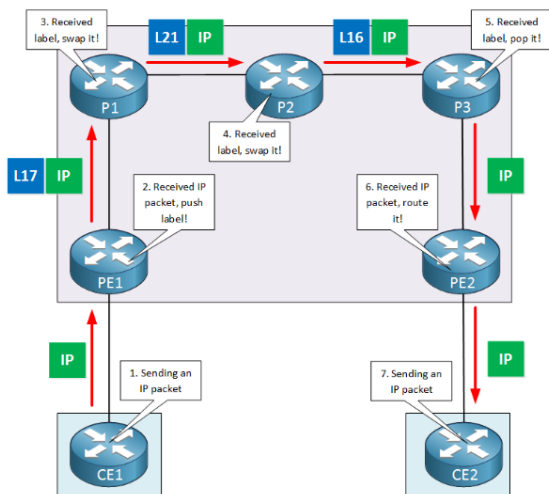 3. Received
label, swap it!
L21 IP
L16 IP
5. Received
label, pop it!
P1
P2
P3
4. Received
label, swap it!
L17 IP
2. Received IP
packet, push
label!
6. Received IP
packet, route
it!
IP
PE1
PE2
IP
1. Sending an
IP packet
7. Sending an
IP packet
IP
CE1
CE2